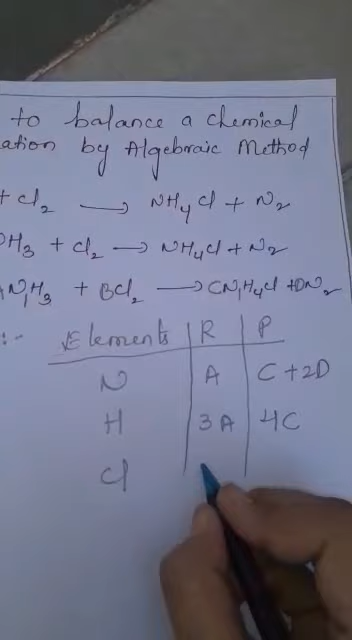 to balance a chemical
ation by Algebraic Method
+ Cl2 → NH4Cl + N2
H3 + Cl2 → NH4Cl + N2
AN1H3 + BCl2 → CN1H4Cl + DN2
:- Elements R P
N A C+2D
H 3A 4C
Cl